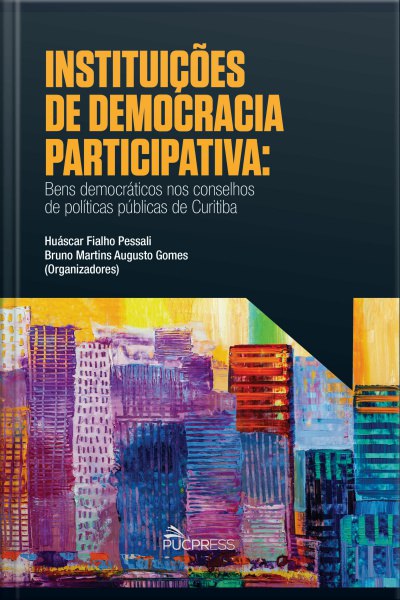 INSTITUIÇÕES
DE DEMOCRACIA
PARTICIPATIVA:
Bens democráticos nos conselhos
de políticas públicas de Curitiba
Huáscar Fialho Pessali
Bruno Martins Augusto Gomes
(Organizadores)
PUCPRESS